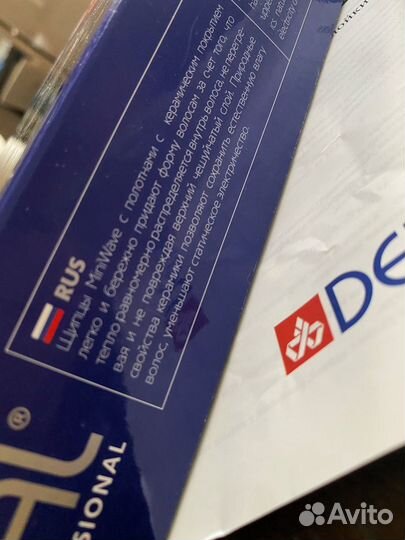 RUS
Щипцы MiniWave с полотнами с керамическим покрытием
легко и бережно придают форму волосам за счет того, что
тепло равномерно распределяется внутрь волоса, не перегре-
вая и не повреждая верхний чешуйчатый слой. Природные
свойства керамики позволяют сохранить естественную влагу
волос, уменьшают статическое электричество.
AL®
SIONAL
DE
Avito